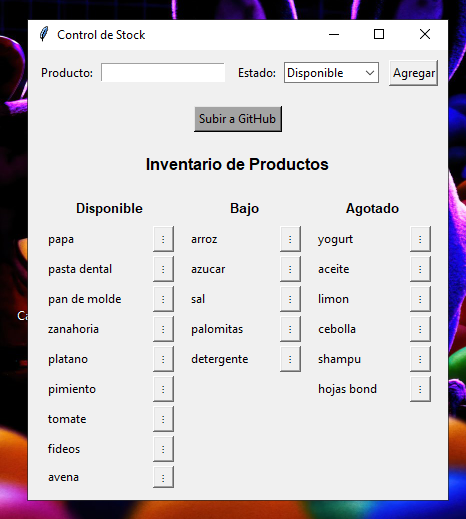 Control de Stock
Producto: Estado: Disponible Agregar
Subir a GitHub
Inventario de Productos
Disponible Bajo Agotado
papa arroz yogurt
pasta dental azucar aceite
pan de molde sal limon
zanahoria palomitas cebolla
platano detergente shampu
pimiento hojas bond
tomate
fideos
avena